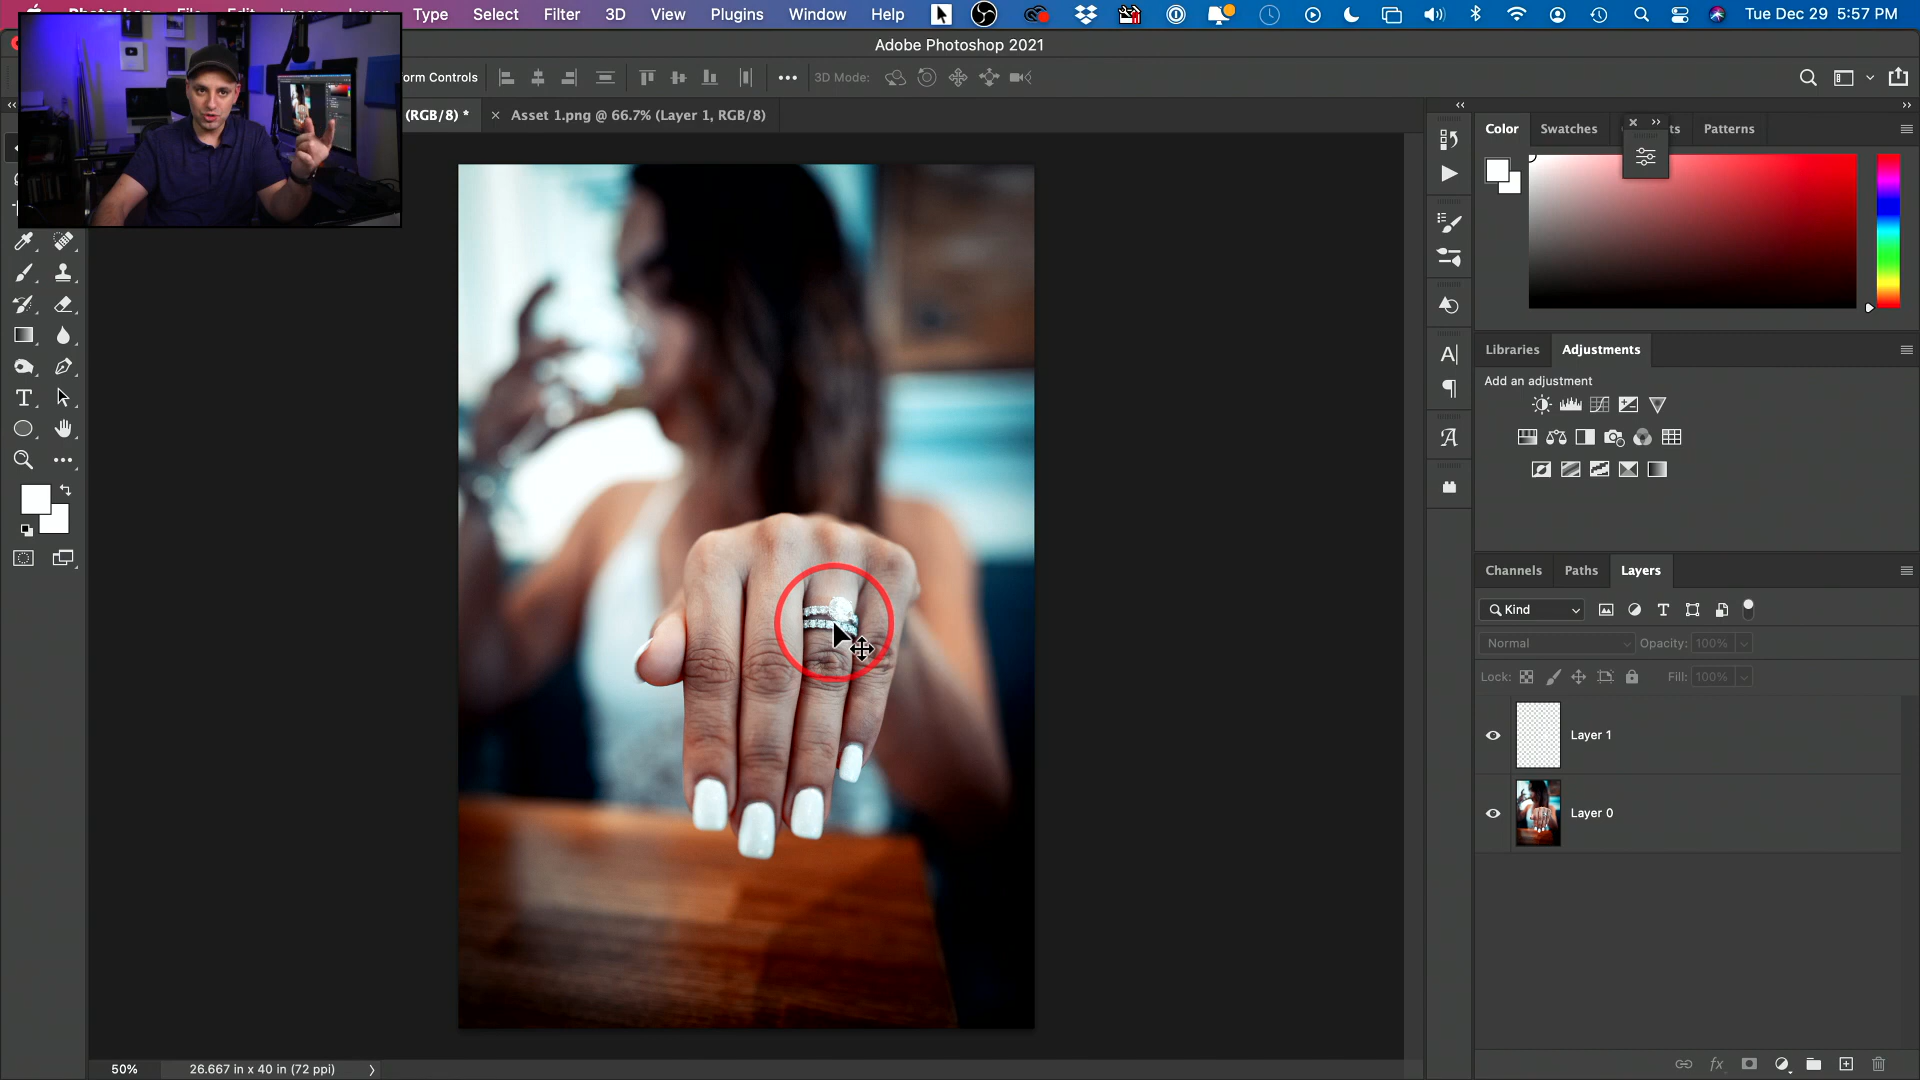 Type Select Filter 3D View Plugins Window Help Tue Dec 29 5:57 PM
Adobe Photoshop 2021
orm Controls 3D Mode:
(RGB/8) * × Asset 1.png @ 66.7% (Layer 1, RGB/8)
Color Swatches ts Patterns
Libraries Adjustments
Add an adjustment
Channels Paths Layers
Kind
Normal Opacity: 100%
Lock: Fill: 100%
Layer 1
Layer 0
50% 26.667 in x 40 in (72 ppi)